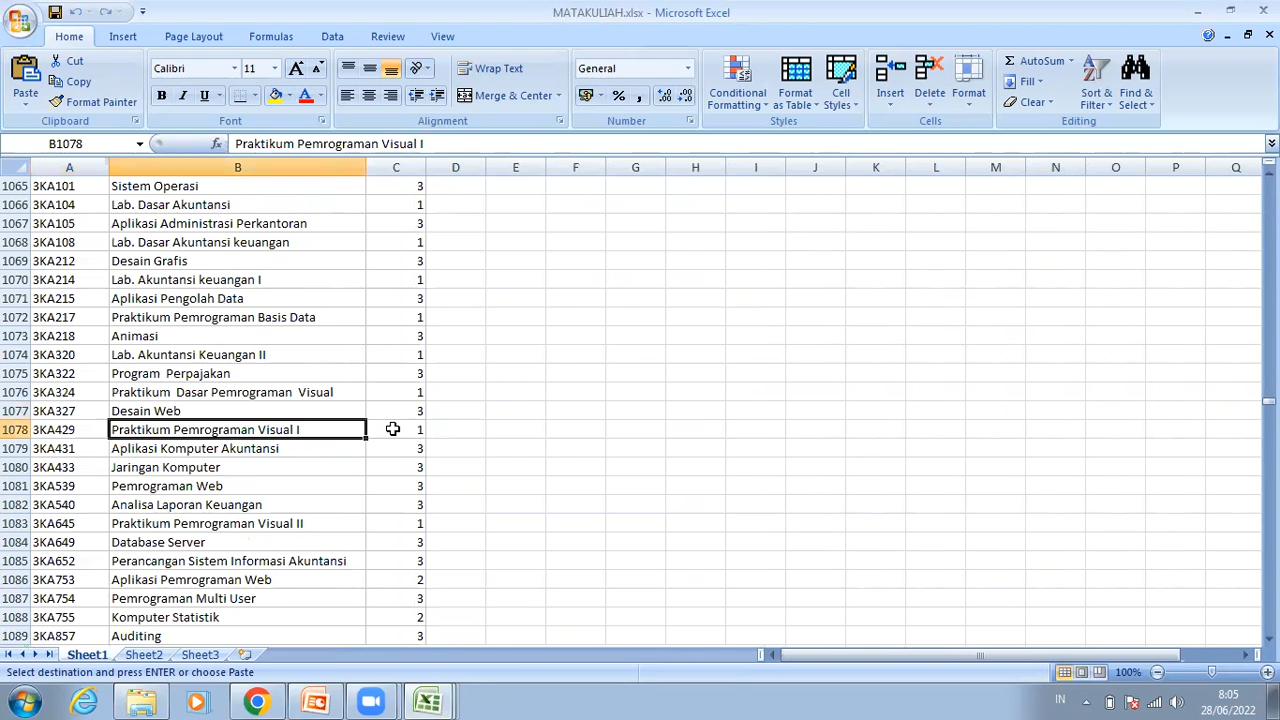 MATAKULIAH.xlsx - Microsoft Excel
Home Insert Page Layout Formulas Data Review View
Cut Calibri 11 A A Wrap Text General AutoSum
Copy Fill
Paste Format Painter B I U A Merge & Center % , Conditional Formatting Format as Table Cell Styles Insert Delete Format Clear Sort & Filter Find & Select
Clipboard Font Alignment Number Styles Cells Editing
B1078 fx Praktikum Pemrograman Visual I
A B C D E F G H I J K L M N O P Q
1065 3KA101 Sistem Operasi 3
1066 3KA104 Lab. Dasar Akuntansi 1
1067 3KA105 Aplikasi Administrasi Perkantoran 3
1068 3KA108 Lab. Dasar Akuntansi keuangan 1
1069 3KA212 Desain Grafis 3
1070 3KA214 Lab. Akuntansi keuangan I 1
1071 3KA215 Aplikasi Pengolah Data 3
1072 3KA217 Praktikum Pemrograman Basis Data 1
1073 3KA218 Animasi 3
1074 3KA320 Lab. Akuntansi Keuangan II 1
1075 3KA322 Program  Perpajakan 3
1076 3KA324 Praktikum  Dasar Pemrograman  Visual 1
1077 3KA327 Desain Web 3
1078 3KA429 Praktikum Pemrograman Visual I 1
1079 3KA431 Aplikasi Komputer Akuntansi 3
1080 3KA433 Jaringan Komputer 3
1081 3KA539 Pemrograman Web 3
1082 3KA540 Analisa Laporan Keuangan 3
1083 3KA645 Praktikum Pemrograman Visual II 1
1084 3KA649 Database Server 3
1085 3KA652 Perancangan Sistem Informasi Akuntansi 3
1086 3KA753 Aplikasi Pemrograman Web 2
1087 3KA754 Pemrograman Multi User 3
1088 3KA755 Komputer Statistik 2
1089 3KA857 Auditing 3
Sheet1 Sheet2 Sheet3
Select destination and press ENTER or choose Paste 100%
IN 8:05
28/06/2022